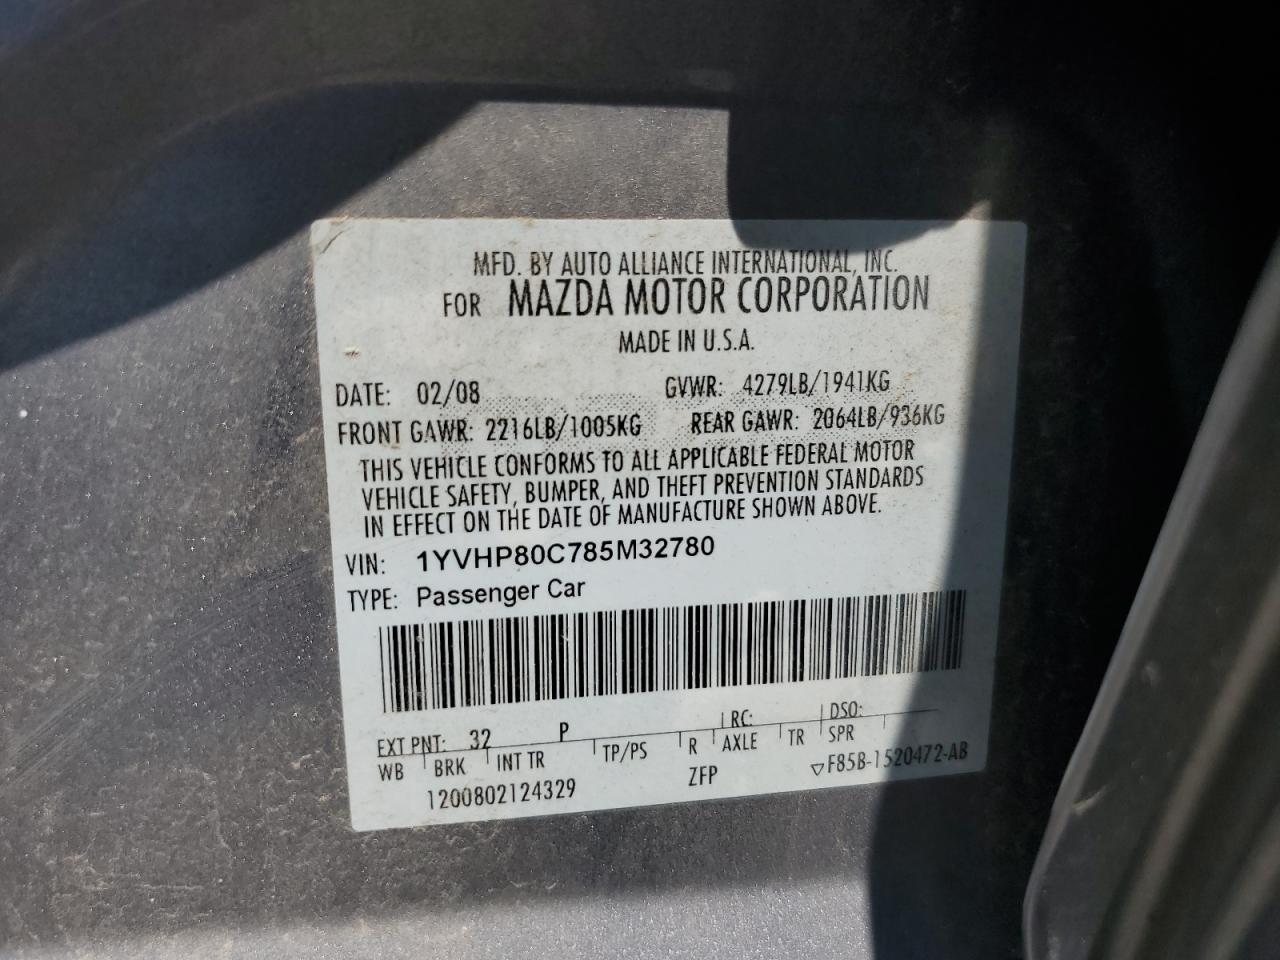 MFD. BY AUTO ALLIANCE INTERNATIONAL, INC.
FOR MAZDA MOTOR CORPORATION
MADE IN U.S.A.
DATE: 02/08 GVWR: 4279LB/1941KG
FRONT GAWR: 2216LB/1005KG REAR GAWR: 2064LB/936KG
THIS VEHICLE CONFORMS TO ALL APPLICABLE FEDERAL MOTOR
VEHICLE SAFETY, BUMPER, AND THEFT PREVENTION STANDARDS
IN EFFECT ON THE DATE OF MANUFACTURE SHOWN ABOVE.
VIN: 1YVHP80C785M32780
TYPE: Passenger Car
EXT PNT: 32 P RC: DSO:
WB BRK INT TR TP/PS R AXLE TR SPR
1200802124329 ZFP ▽F85B-1520472-AB